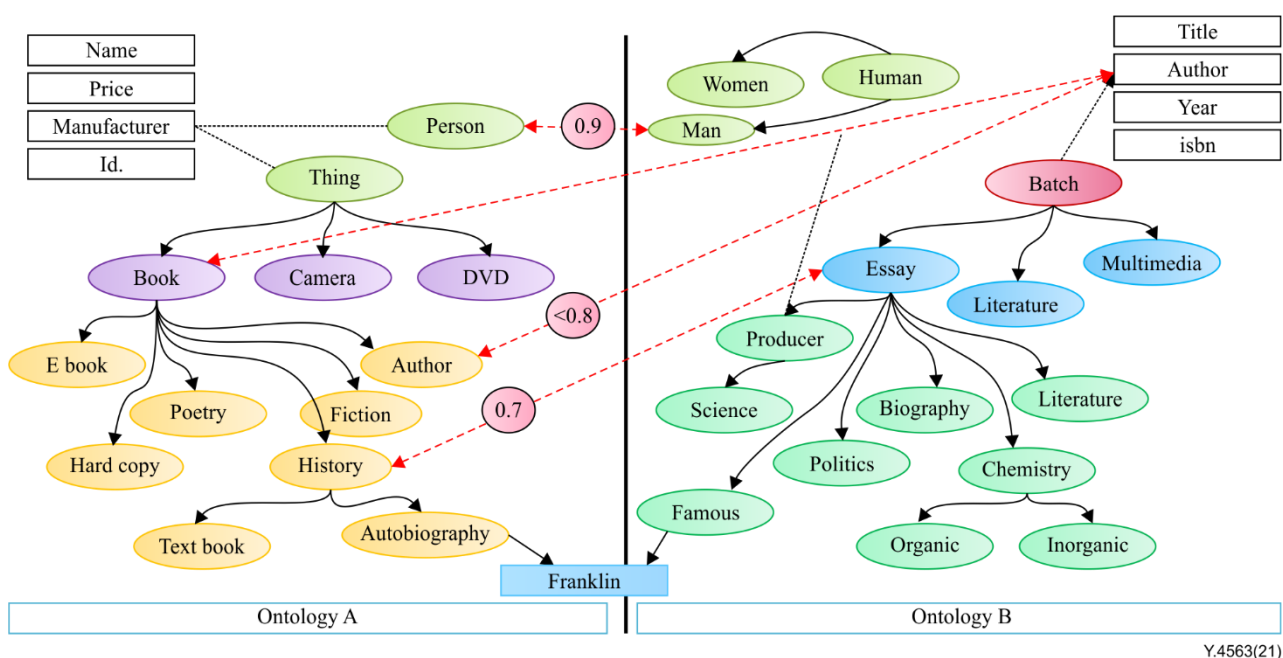 Name
Price
Manufacturer
Id.
Person
0.9
Thing
Book
Camera
DVD
<0.8
E book
Author
Poetry
Fiction
0.7
Hard copy
History
Text book
Autobiography
Franklin
Ontology A
Women
Human
Man
Title
Author
Year
isbn
Batch
Essay
Literature
Multimedia
Producer
Science
Biography
Literature
Politics
Chemistry
Famous
Organic
Inorganic
Ontology B
Y.4563(21)